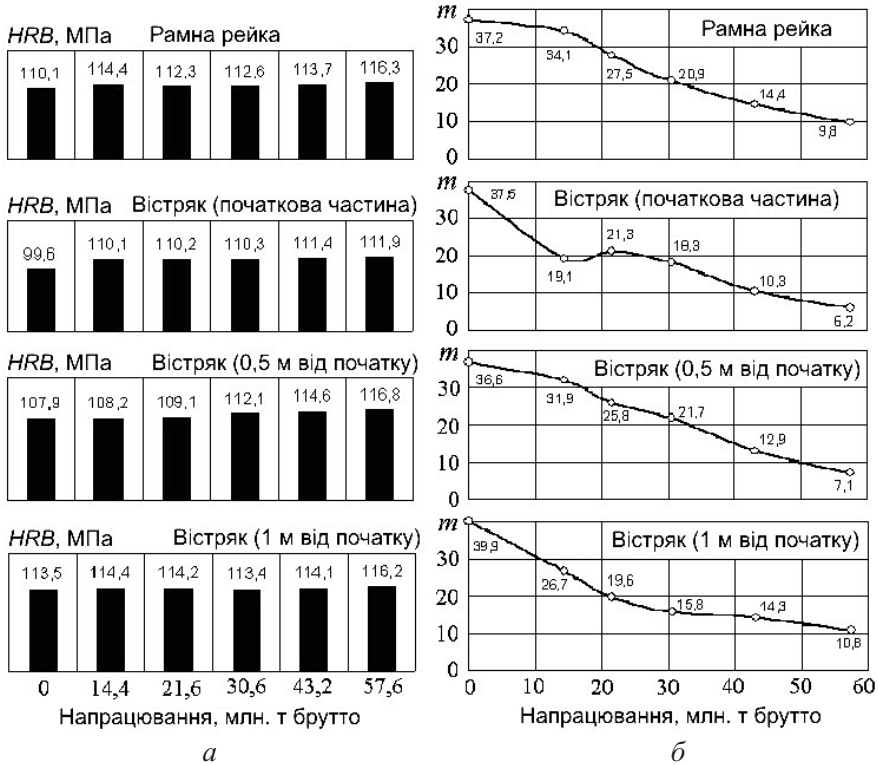 HRB, МПа Рамна рейка
110,1 114,4 112,3 112,6 113,7 116,3
HRB, МПа Вістряк (початкова частина)
99,6 110,1 110,2 110,3 111,4 111,9
HRB, МПа Вістряк (0,5 м від початку)
107,9 108,2 109,1 112,1 114,6 116,8
HRB, МПа Вістряк (1 м від початку)
113,5 114,4 114,2 113,4 114,1 116,2
0 14,4 21,6 30,6 43,2 57,6
Напрацювання, млн. т брутто
а
m Рамна рейка
30
20
10
0
37,2 34,1 27,5 20,9 14,4 9,8
m Вістряк (початкова частина)
30
20
10
0
37,6 19,1 21,3 18,3 10,3 6,2
m Вістряк (0,5 м від початку)
30
20
10
0
36,6 31,9 25,8 21,7 12,9 7,1
m Вістряк (1 м від початку)
30
20
10
0
39,9 26,7 19,6 15,8 14,3 10,8
0 10 20 30 40 50 60
Напрацювання, млн. т брутто
б